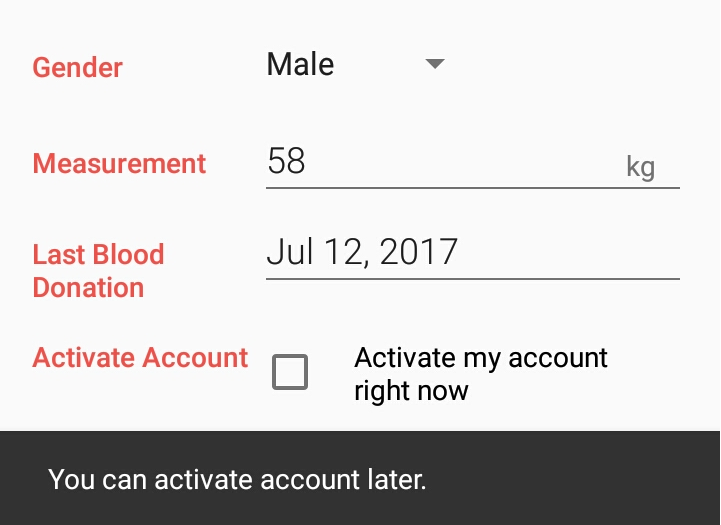 Gender Male
Measurement 58 kg
Last Blood Jul 12, 2017
Donation
Activate Account Activate my account
right now
You can activate account later.